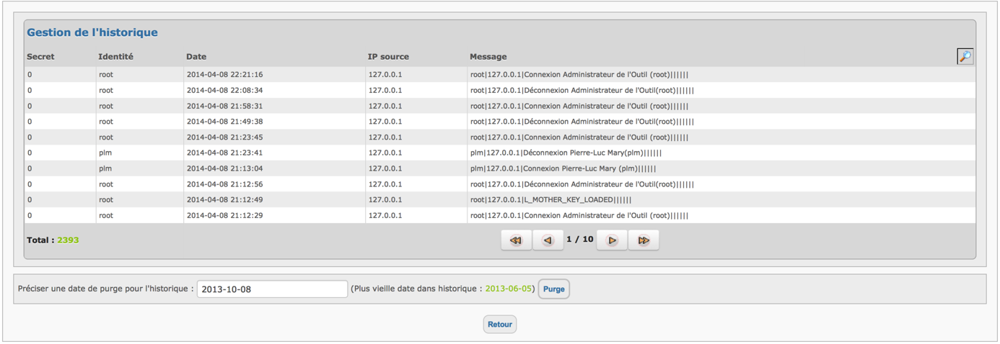 Gestion de l'historique
Secret Identité Date IP source Message
0 root 2014-04-08 22:21:16 127.0.0.1 root|127.0.0.1|Connexion Administrateur de l'Outil (root)||||||
0 root 2014-04-08 22:08:34 127.0.0.1 root|127.0.0.1|Déconnexion Administrateur de l'Outil(root)||||||
0 root 2014-04-08 21:58:31 127.0.0.1 root|127.0.0.1|Connexion Administrateur de l'Outil (root)||||||
0 root 2014-04-08 21:49:38 127.0.0.1 root|127.0.0.1|Déconnexion Administrateur de l'Outil(root)||||||
0 root 2014-04-08 21:23:45 127.0.0.1 root|127.0.0.1|Connexion Administrateur de l'Outil (root)||||||
0 plm 2014-04-08 21:23:41 127.0.0.1 plm|127.0.0.1|Déconnexion Pierre-Luc Mary(plm)||||||
0 plm 2014-04-08 21:13:04 127.0.0.1 plm|127.0.0.1|Connexion Pierre-Luc Mary (plm)||||||
0 root 2014-04-08 21:12:56 127.0.0.1 root|127.0.0.1|Déconnexion Administrateur de l'Outil(root)||||||
0 root 2014-04-08 21:12:49 127.0.0.1 root|127.0.0.1|L_MOTHER_KEY_LOADED||||||
0 root 2014-04-08 21:12:29 127.0.0.1 root|127.0.0.1|Connexion Administrateur de l'Outil (root)||||||
Total : 2393 1 / 10
Préciser une date de purge pour l'historique : 2013-10-08 (Plus vieille date dans historique : 2013-06-05) Purge
Retour